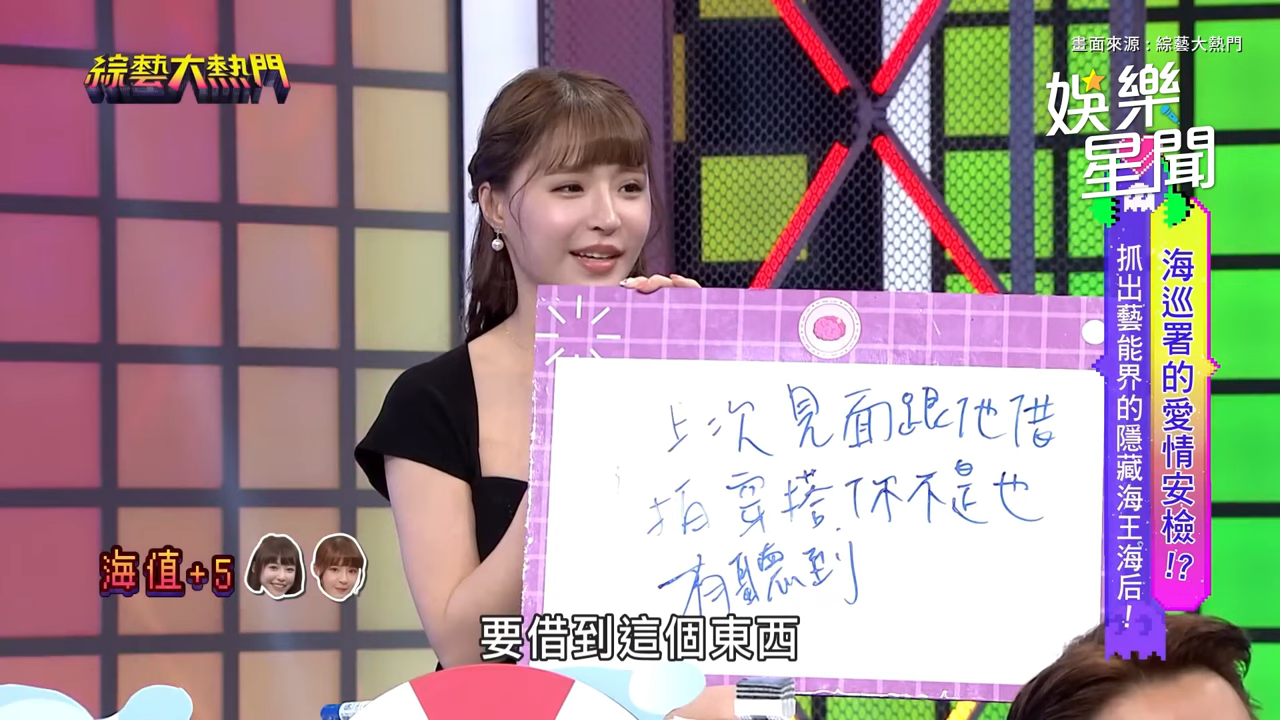 畫面來源:綜藝大熱門
綜藝大熱門
娛樂
星聞
海巡署的愛情安檢!?
抓出藝能界的隱藏海王海后!
上次見面跟他借
拍穿搭,你不是也
有聽到
海值+5
要借到這個東西